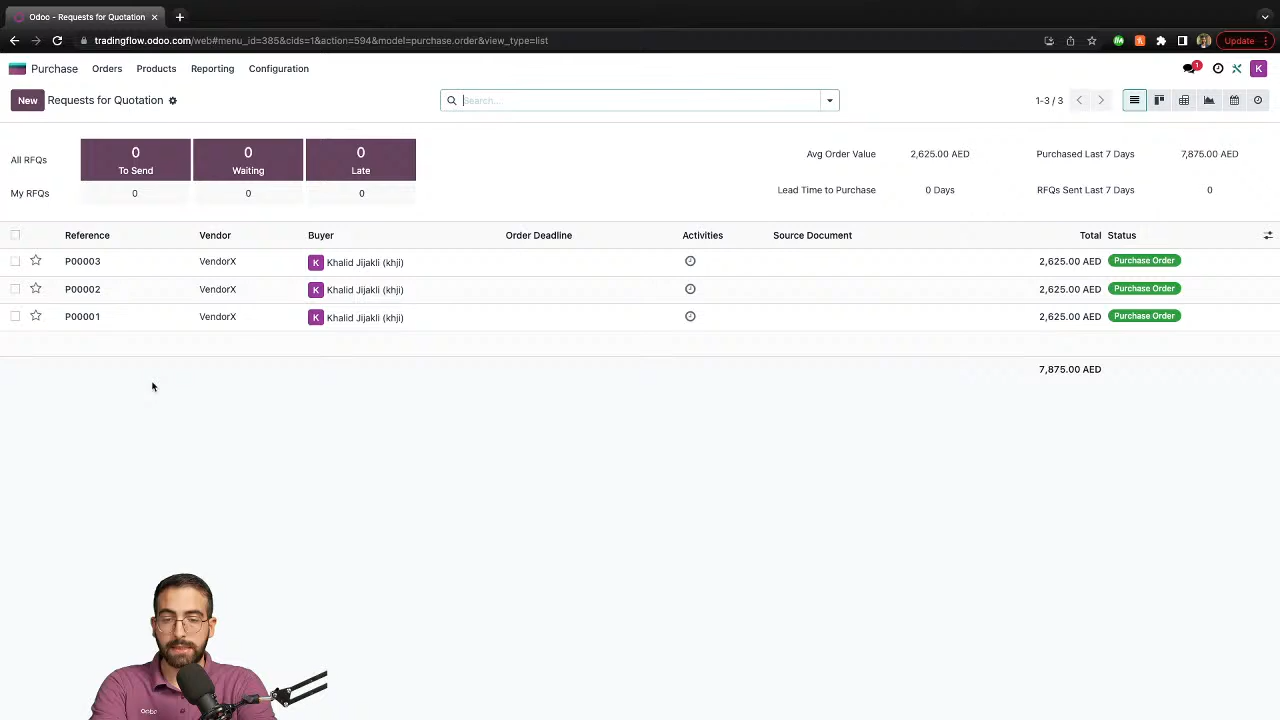 Odoo - Requests for Quotation
tradingflow.odoo.com/web#menu_id=385&cids=1&action=594&model=purchase.order&view_type=list
Update
Purchase Orders Products Reporting Configuration
1
K
New Requests for Quotation
Search...
1-3 / 3
All RFQs
0 To Send
0 Waiting
0 Late
My RFQs 0 0 0
Avg Order Value 2,625.00 AED Purchased Last 7 Days 7,875.00 AED
Lead Time to Purchase 0 Days RFQs Sent Last 7 Days 0
Reference Vendor Buyer Order Deadline Activities Source Document Total Status
P00003 VendorX K Khalid Jijakli (khji) 2,625.00 AED Purchase Order
P00002 VendorX K Khalid Jijakli (khji) 2,625.00 AED Purchase Order
P00001 VendorX K Khalid Jijakli (khji) 2,625.00 AED Purchase Order
7,875.00 AED